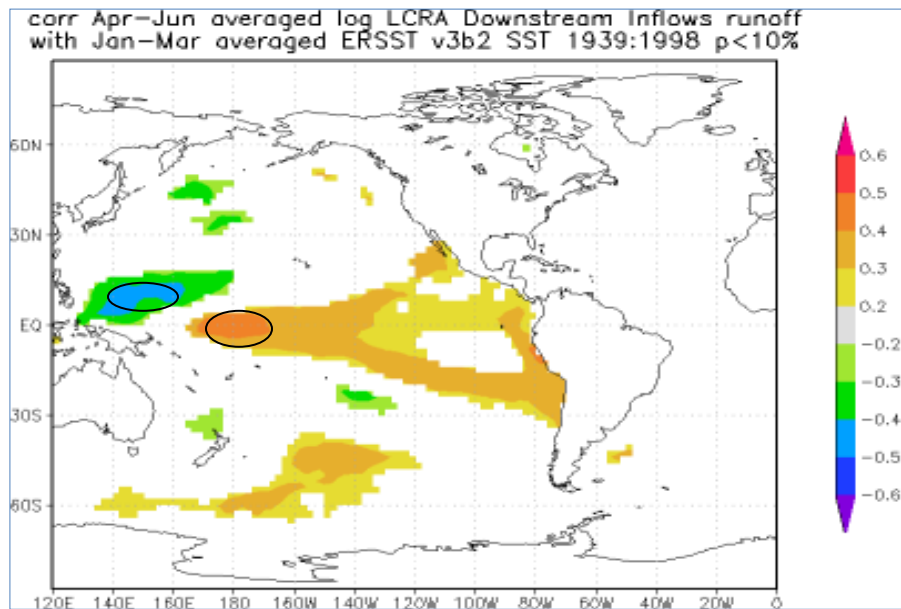 corr Apr-Jun averaged log LCRA Downstream Inflows runoff
with Jan-Mar averaged ERSST v3b2 SST 1939:1998 p<10%
60N
30N
EQ
30S
60S
120E 140E 160E 180 160W 140W 120W 100W 80W 60W 40W 20W 0
0.6
0.5
0.4
0.3
0.2
-0.2
-0.3
-0.4
-0.5
-0.6